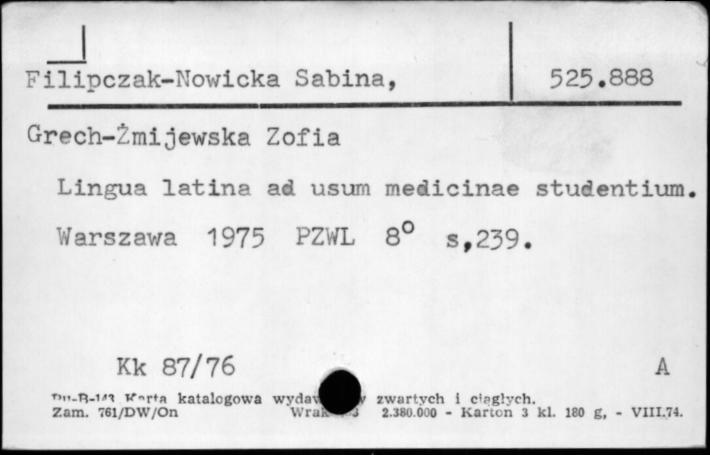 Filipczak-Nowicka Sabina, 525.888
Grech-Żmijewska Zofia
Lingua latina ad usum medicinae studentium.
Warszawa 1975 PZWL 8° s,239.
Kk 87/76 A
Karta katalogowa zwartych i ciągłych.
Zam. 761/DW/On 2.380.000 - Karton 3 kl. 180 g, - VIII.74.